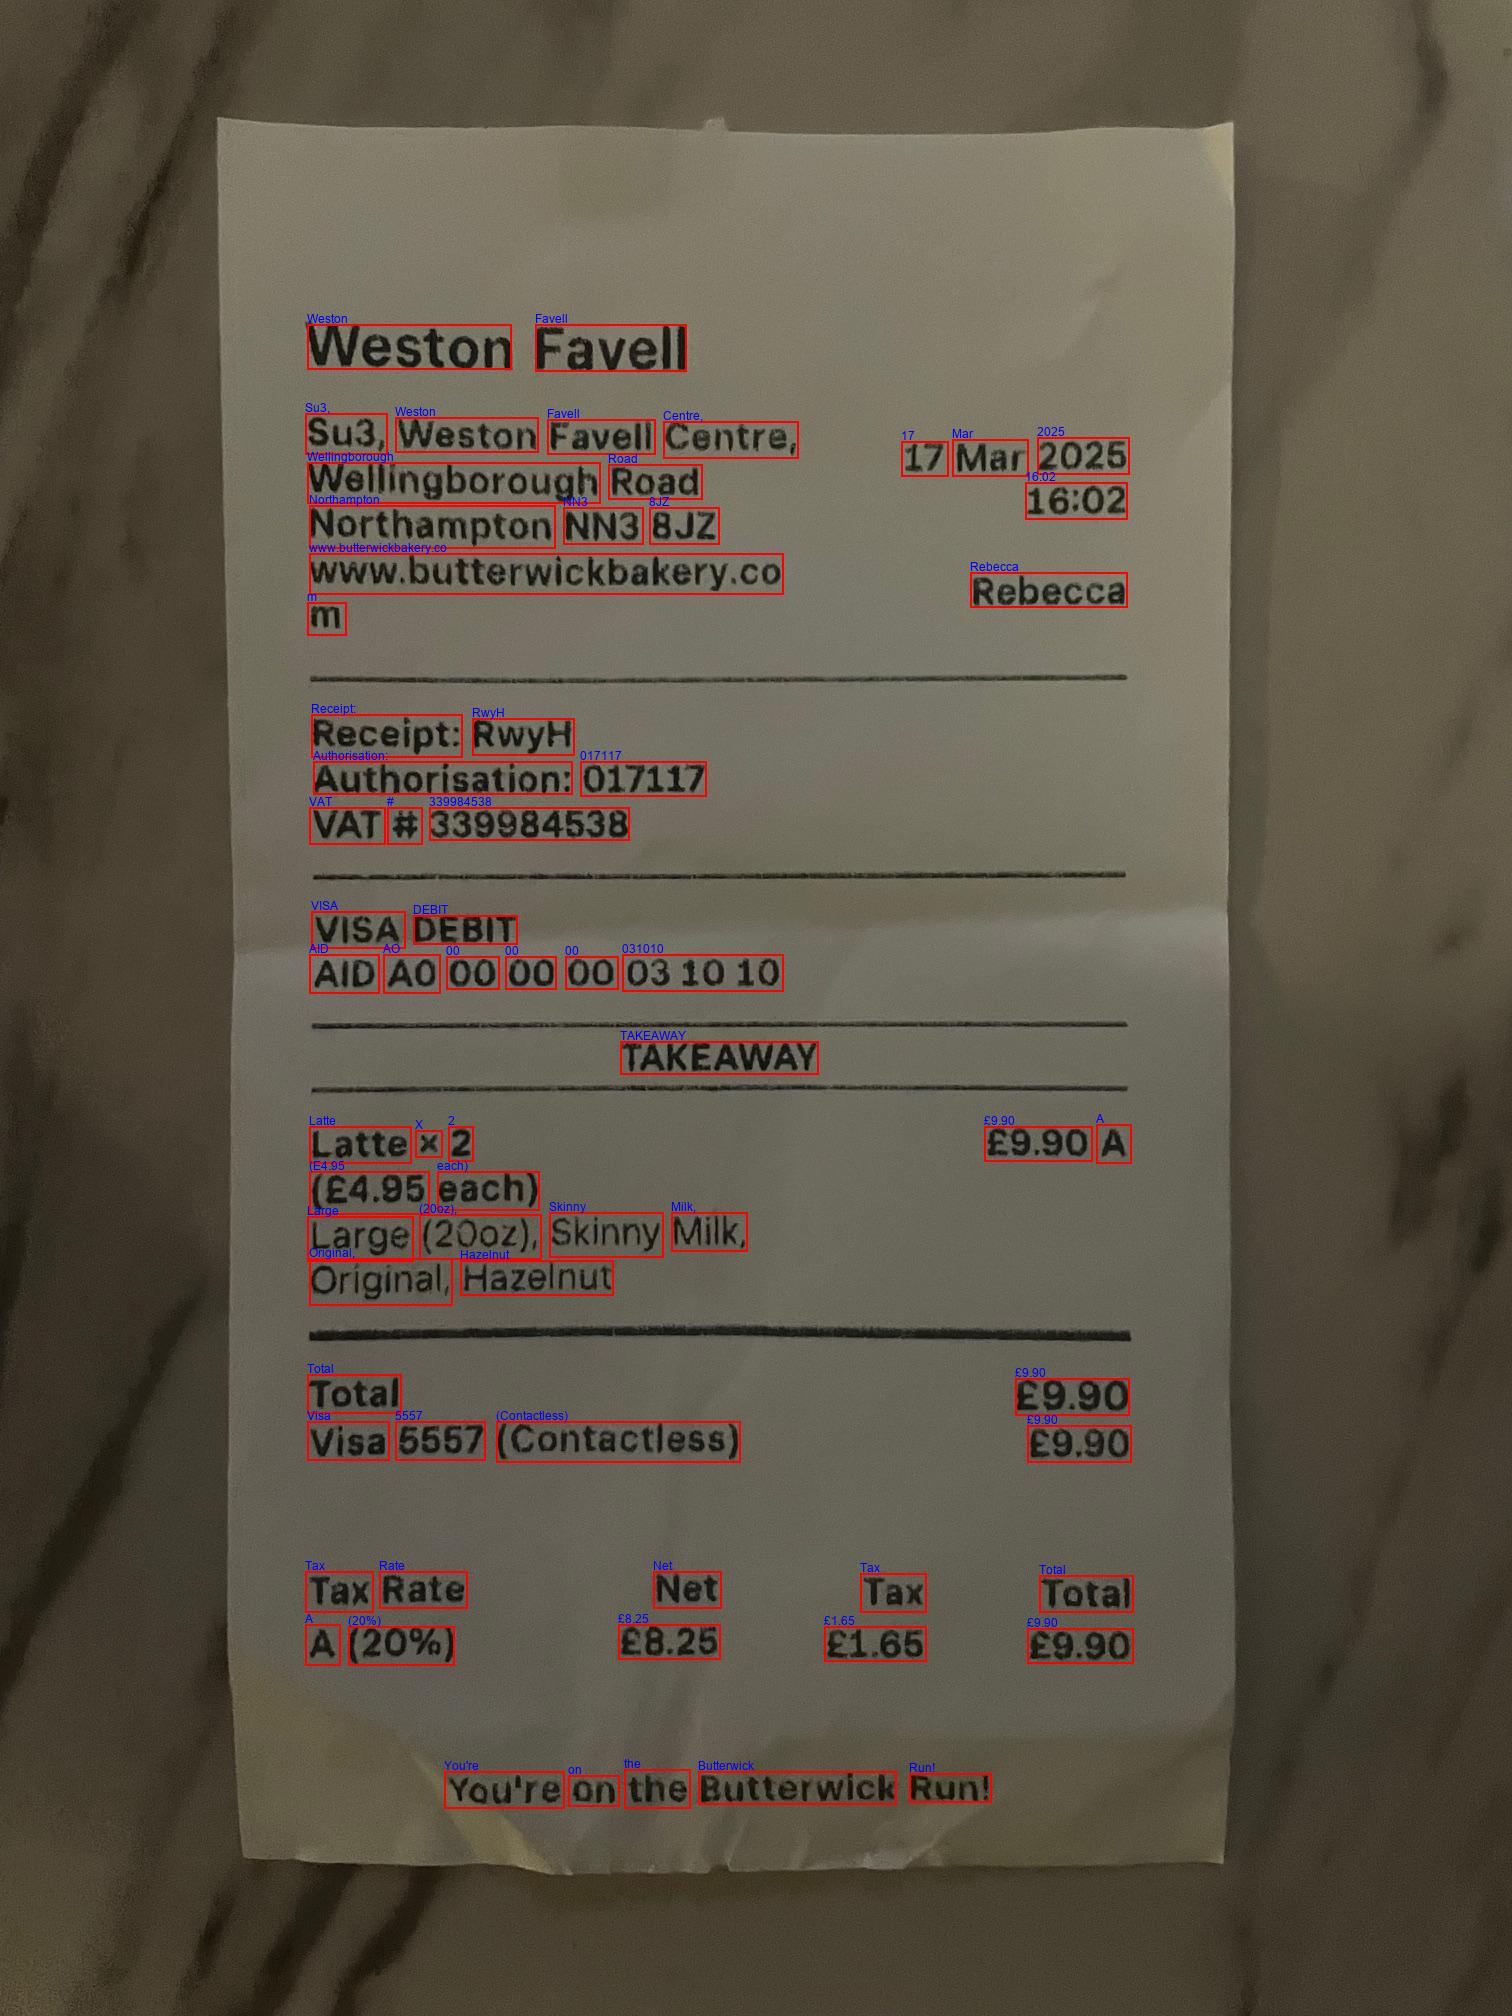 Weston Favell
Su3, Weston Favell Centre,
Wellingborough Road
Northampton NN3 8JZ
www.butterwickbakery.co
m
17 Mar 2025
16:02
Rebecca
Receipt: RwyH
Authorisation: 017117
VAT # 339984538
VISA DEBIT
AID A0 00 00 00 03 10 10
TAKEAWAY
Latte × 2 £9.90 A
(£4.95 each)
Large (20oz), Skinny Milk,
Original, Hazelnut
Total £9.90
Visa 5557 (Contactless) £9.90
Tax Rate Net Tax Total
A (20%) £8.25 £1.65 £9.90
You're on the Butterwick Run!